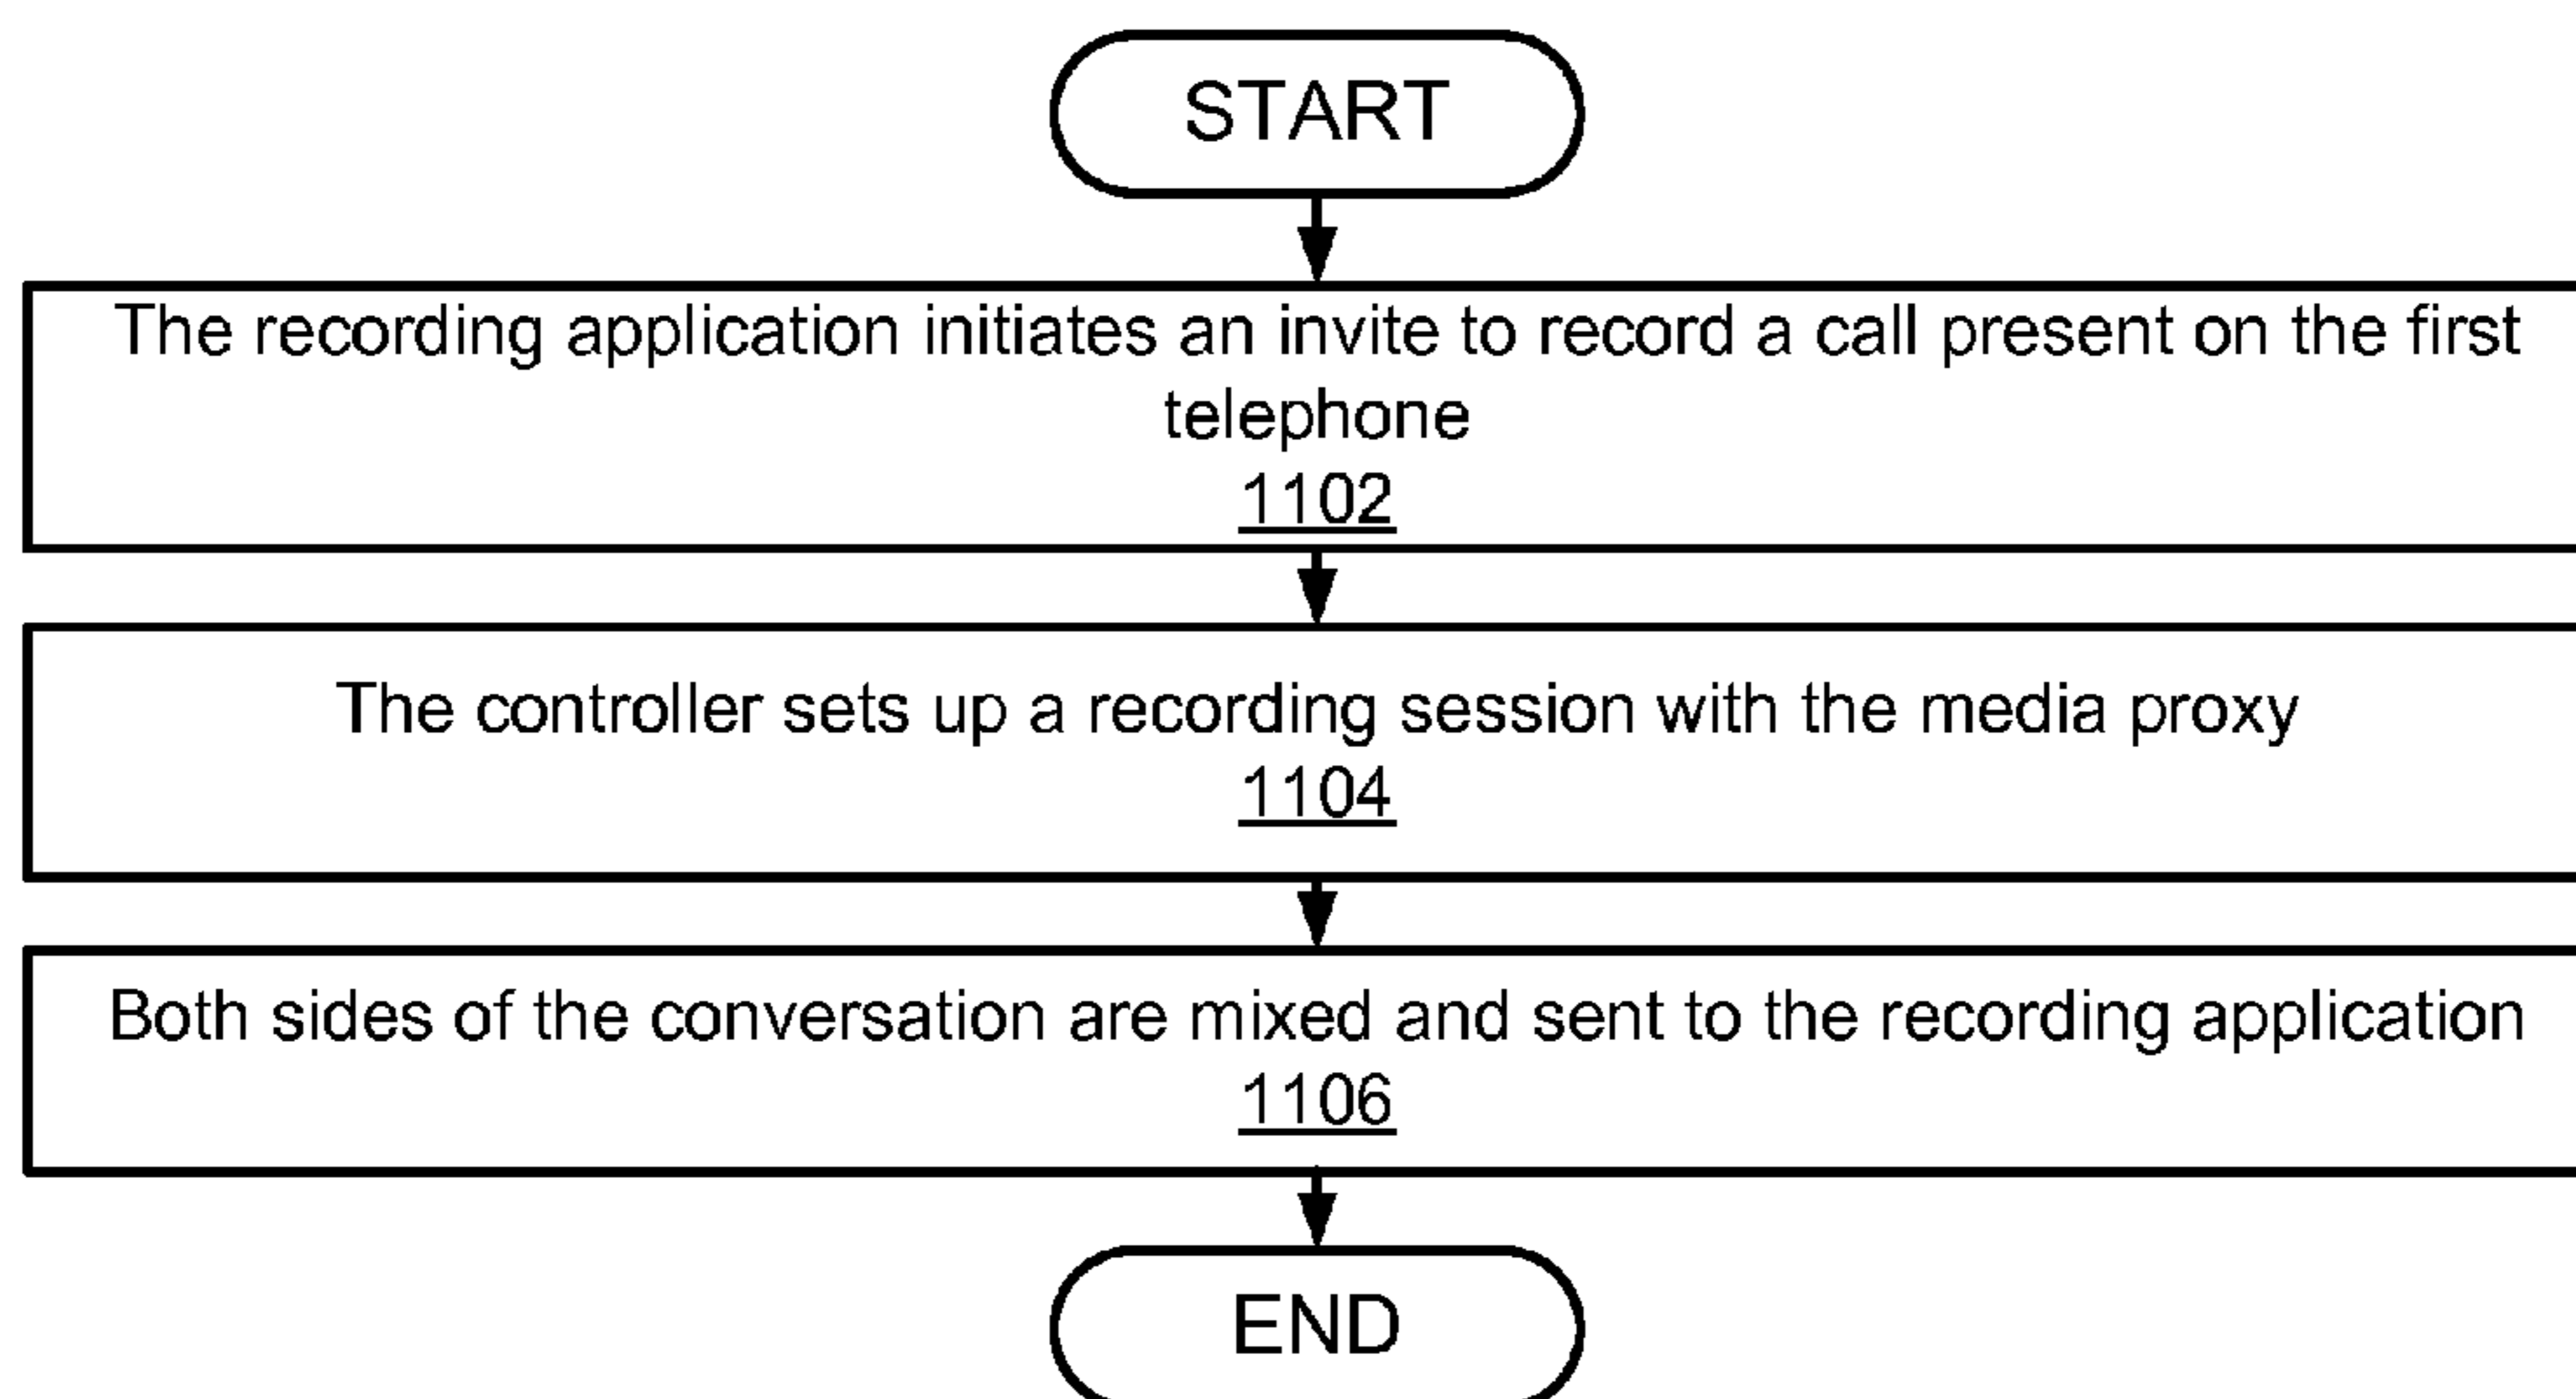 START
The recording application initiates an invite to record a call present on the first
telephone
1102
The controller sets up a recording session with the media proxy
1104
Both sides of the conversation are mixed and sent to the recording application
1106
END